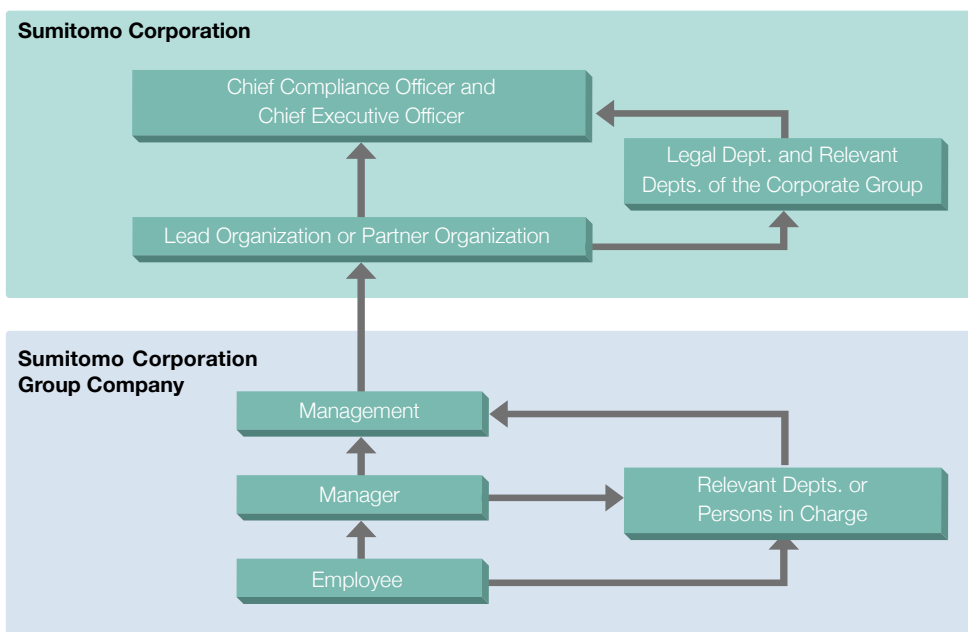 Sumitomo Corporation
Chief Compliance Officer and
Chief Executive Officer
Legal Dept. and Relevant
Depts. of the Corporate Group
Lead Organization or Partner Organization
Sumitomo Corporation
Group Company
Management
Manager
Relevant Depts. or
Persons in Charge
Employee